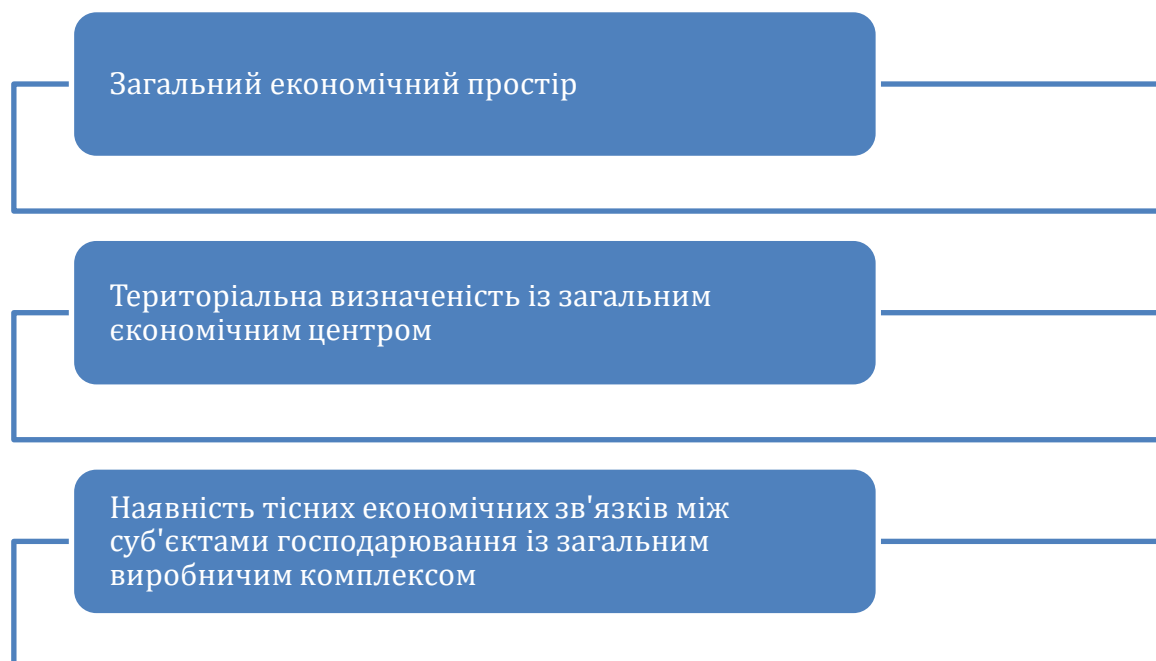 Загальний економічний простір
Територіальна визначеність із загальним
єкономічним центром
Наявність тісних економічних зв'язків між
суб'єктами господарювання із загальним
виробничим комплексом